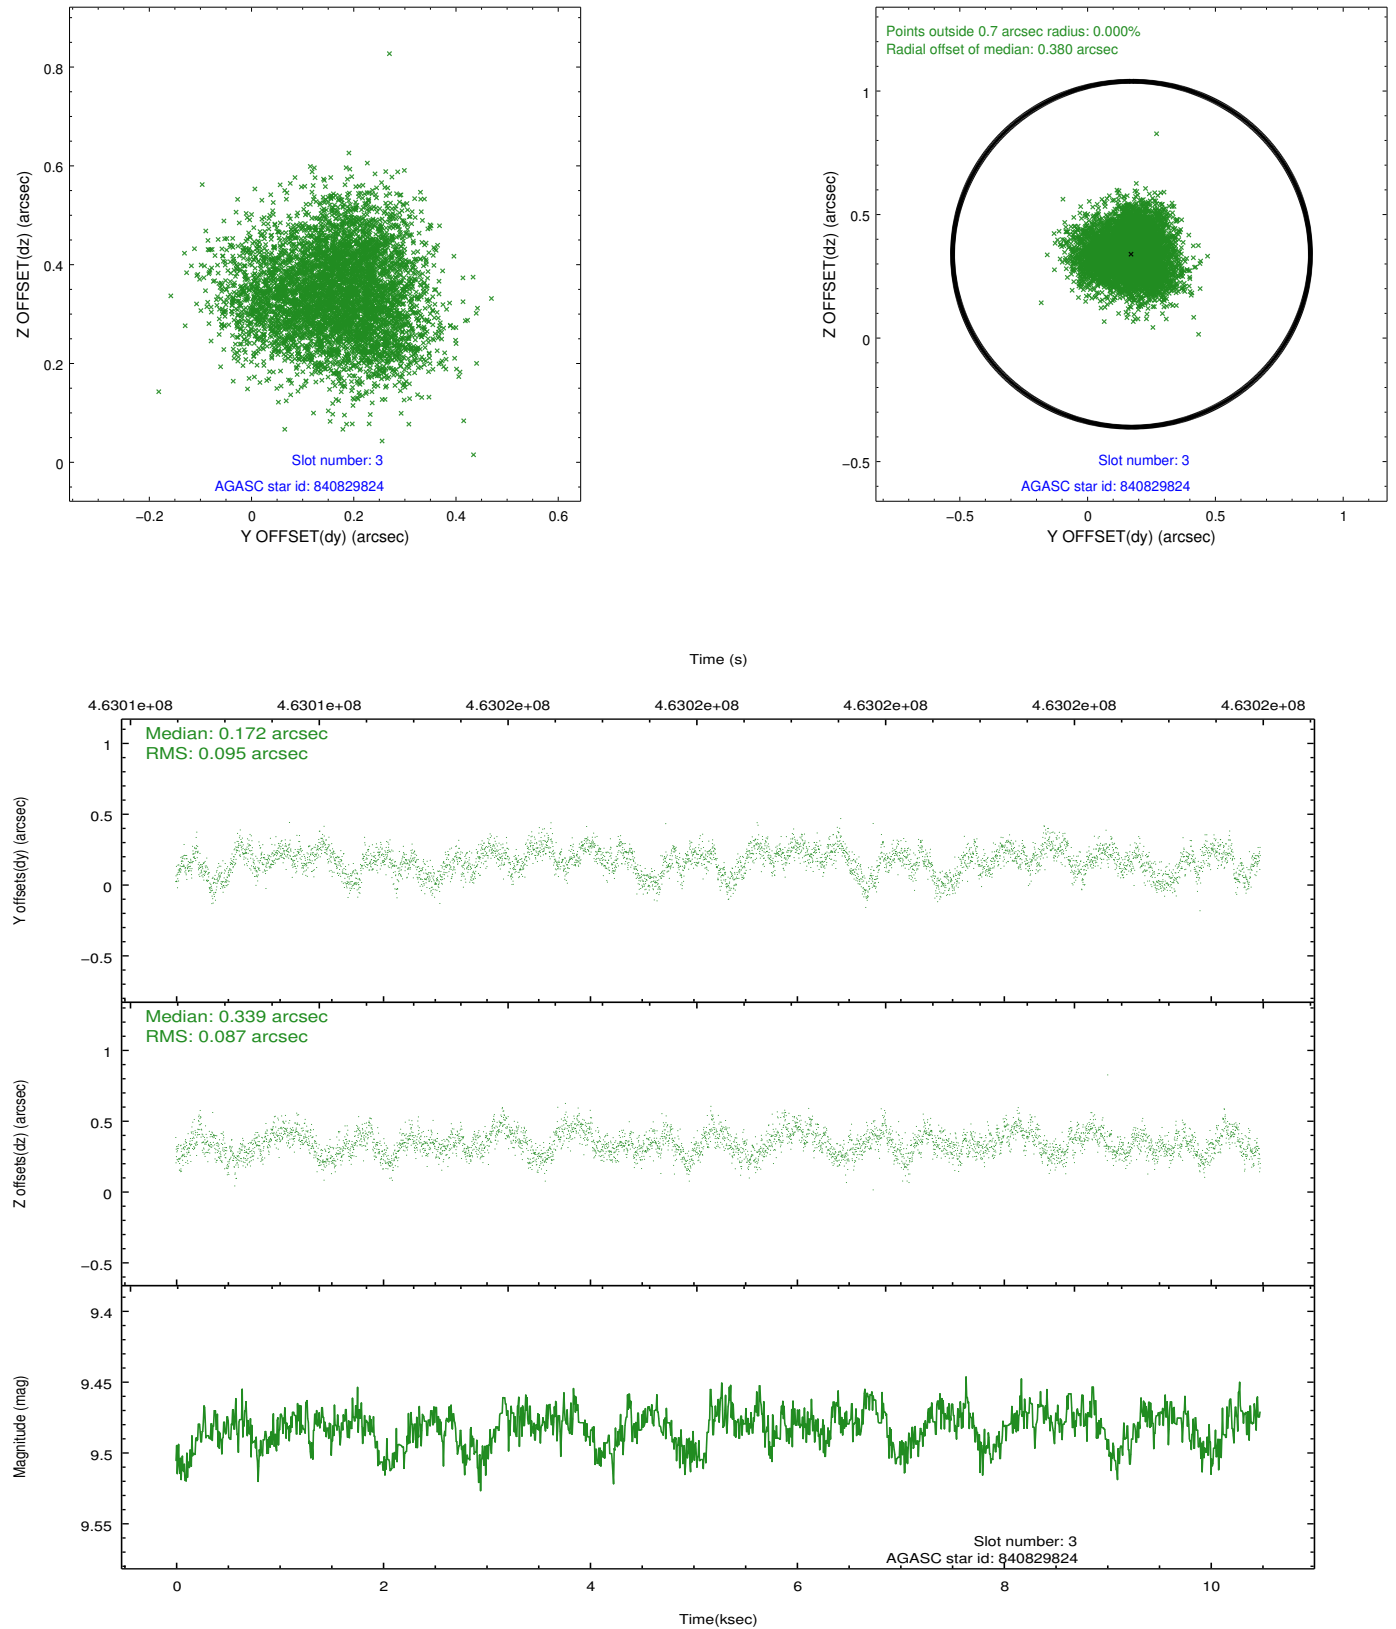 0.8
0.6
0.4
0.2
0
−0.2
0
0.2
0.4
0.6
Z OFFSET(dz) (arcsec)
Y OFFSET(dy) (arcsec)
Slot number: 3
AGASC star id: 840829824
Points outside 0.7 arcsec radius: 0.000%
Radial offset of median: 0.380 arcsec
1
0.5
0
−0.5
−0.5
0
0.5
1
Z OFFSET(dz) (arcsec)
Y OFFSET(dy) (arcsec)
Slot number: 3
AGASC star id: 840829824
Time (s)
4.6301e+08 4.6301e+08 4.6302e+08 4.6302e+08 4.6302e+08 4.6302e+08 4.6302e+08
Median: 0.172 arcsec
RMS: 0.095 arcsec
1
0.5
0
−0.5
Y offsets(dy) (arcsec)
Median: 0.339 arcsec
RMS: 0.087 arcsec
1
0.5
0
−0.5
Z offsets(dz) (arcsec)
9.4
9.45
9.5
9.55
Magnitude (mag)
Slot number: 3
AGASC star id: 840829824
0 2 4 6 8 10
Time(ksec)